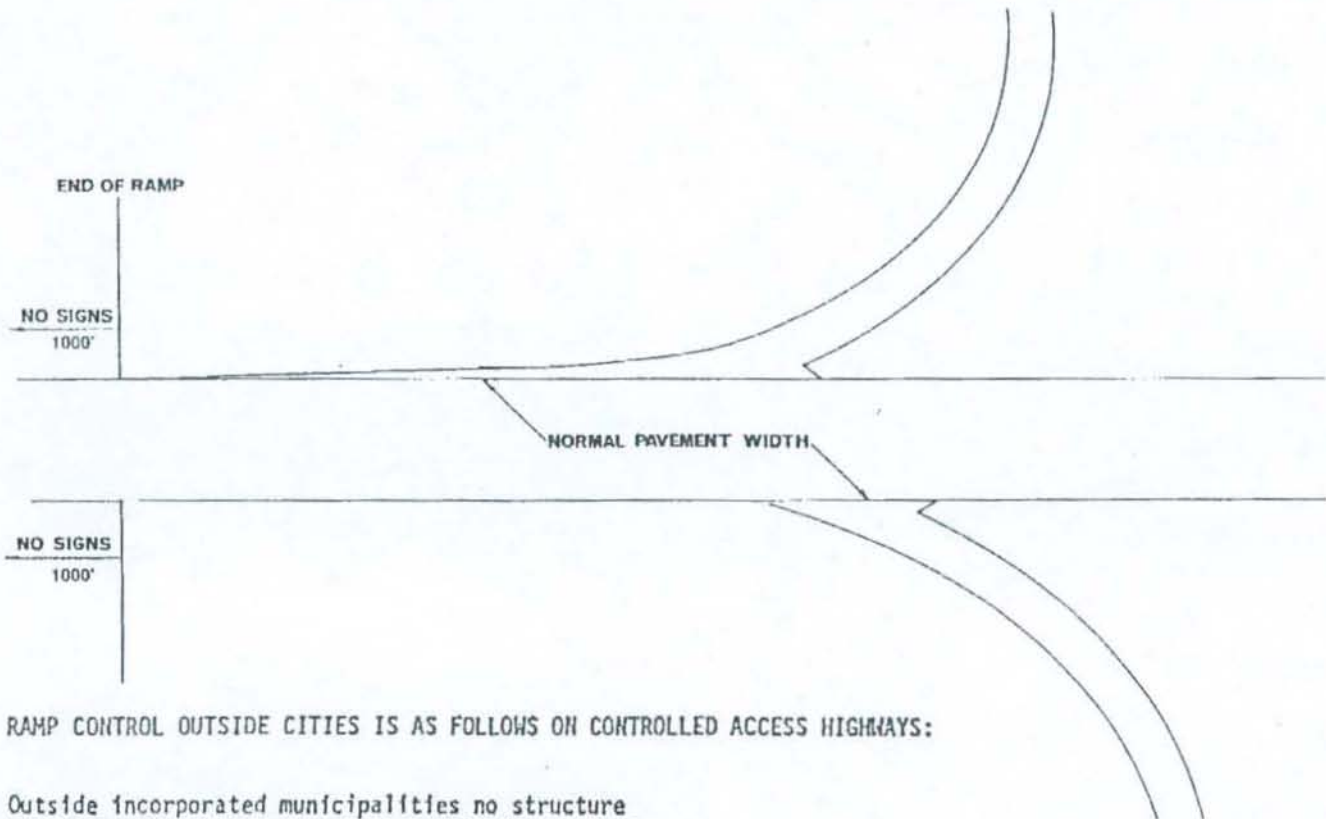 END OF RAMP
NO SIGNS
1000'
NORMAL PAVEMENT WIDTH
NO SIGNS
1000'
RAMP CONTROL OUTSIDE CITIES IS AS FOLLOWS ON CONTROLLED ACCESS HIGHWAYS:
Outside incorporated municipalities no structure